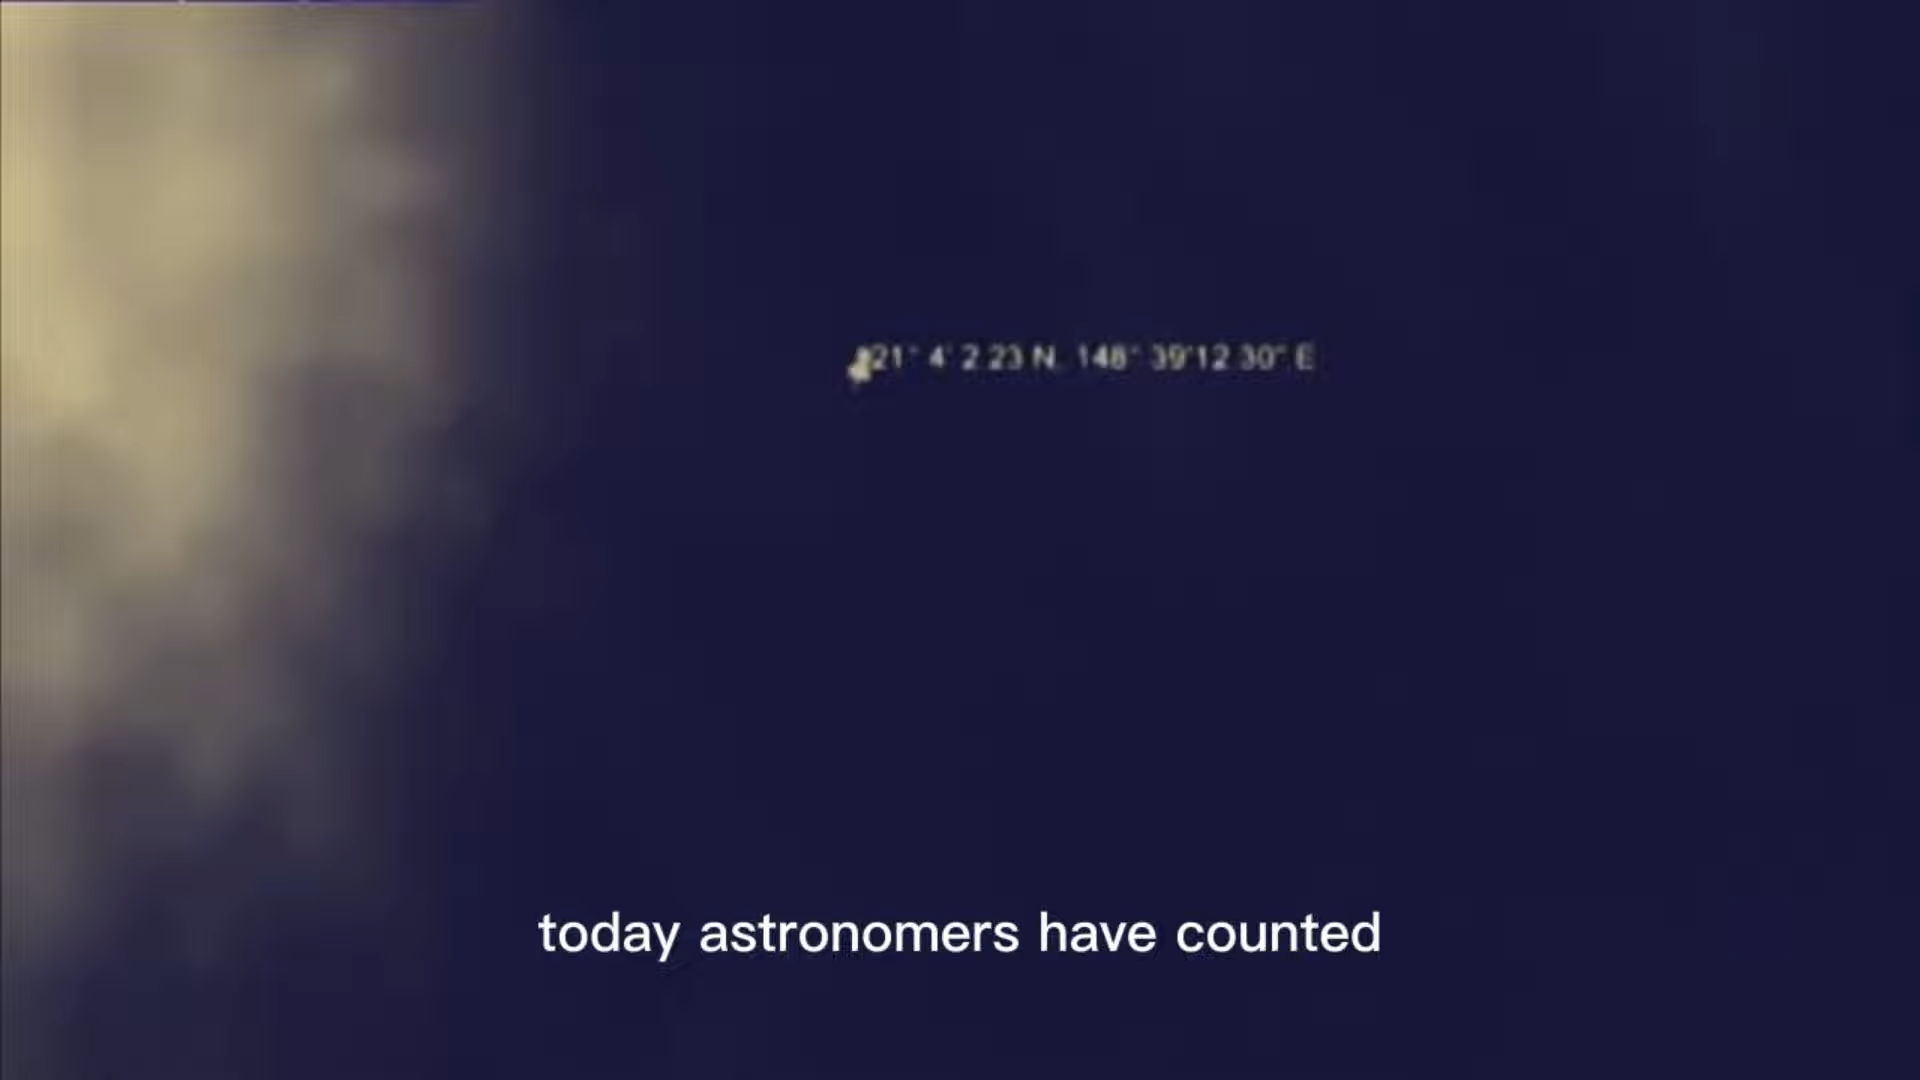 21° 4' 2.23 N, 148° 39'12.30" E
today astronomers have counted